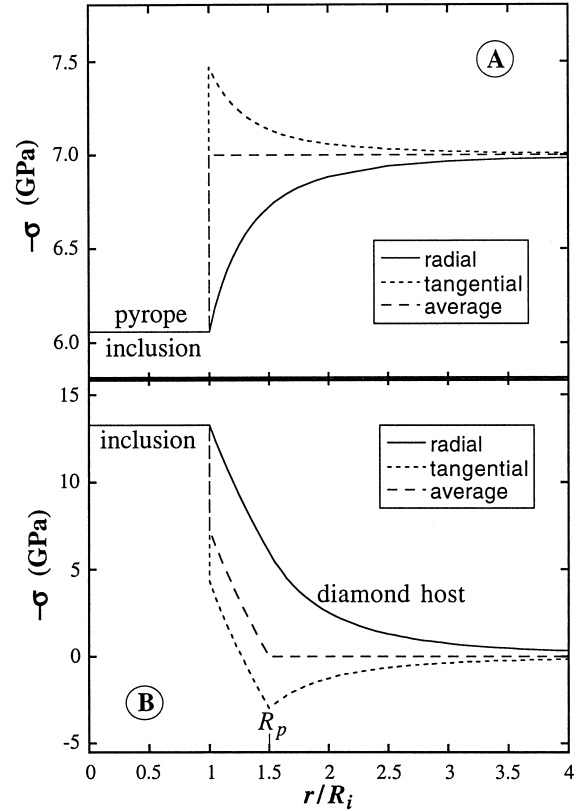 7.5
7.0
6.5
6.0
−σ (GPa)
A
radial
tangential
average
pyrope
inclusion
15
10
5
0
-5
−σ (GPa)
inclusion
radial
tangential
average
diamond host
B
Rp
0 0.5 1 1.5 2 2.5 3 3.5 4
r/Ri